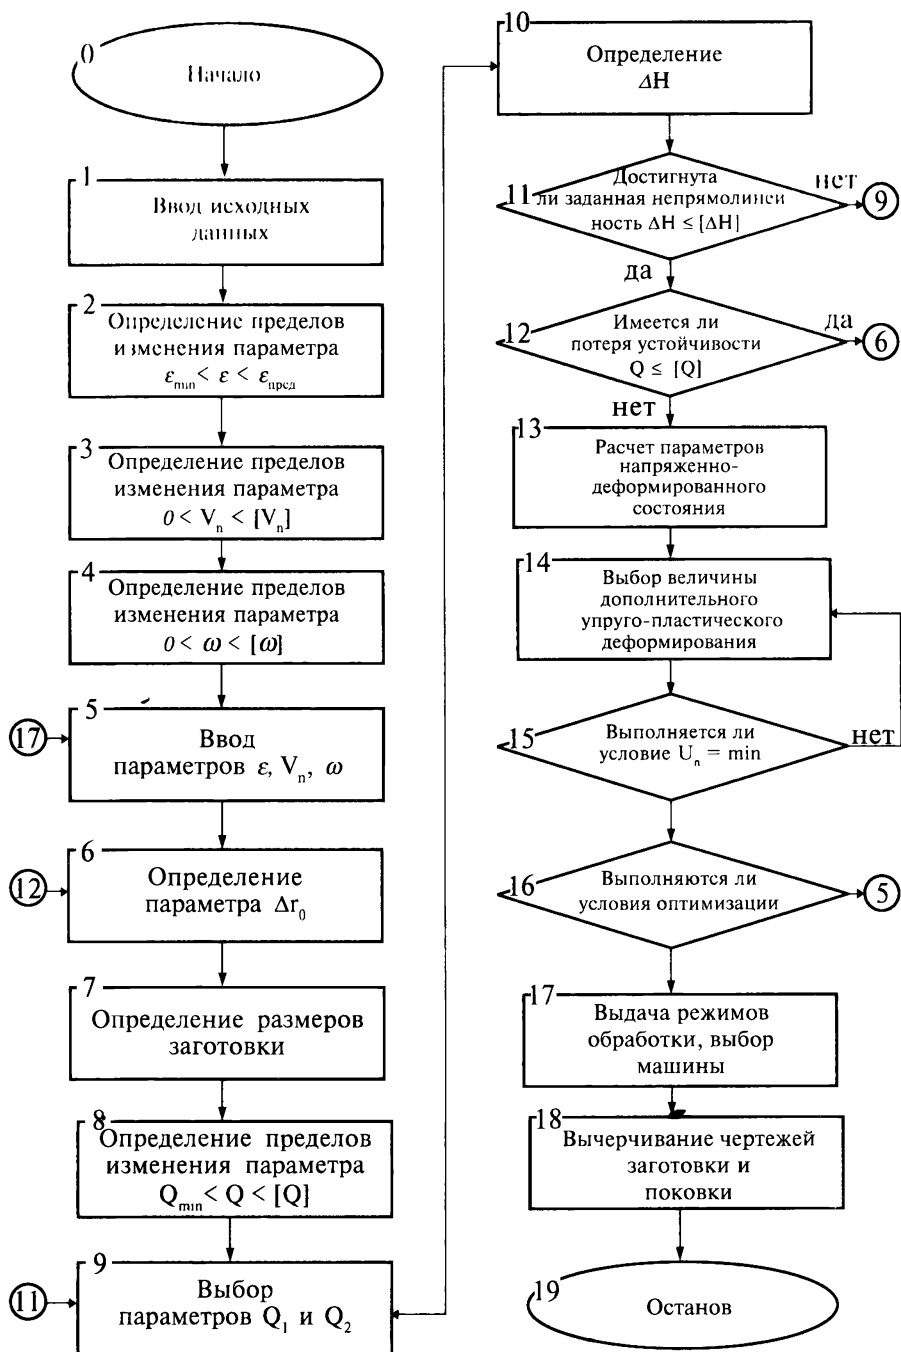 0
Начало
1
Ввод исходных
данных
2
Определение пределов
изменения параметра
ε_min < ε < ε_пред
3
Определение пределов
изменения параметра
0 < V_n < [V_n]
4
Определение пределов
изменения параметра
0 < ω < [ω]
17
5
Ввод
параметров ε, V_n, ω
12
6
Определение
параметра Δr_0
7
Определение размеров
заготовки
8
Определение пределов
изменения параметра
Q_min < Q < [Q]
11
9
Выбор
параметров Q_1 и Q_2
10
Определение
ΔH
11
Достигнута
ли заданная непрямолиней
ность ΔH ≤ [ΔH]
нет
9
да
12
Имеется ли
потеря устойчивости
Q ≤ [Q]
да
6
нет
13
Расчет параметров
напряженно-
деформированного
состояния
14
Выбор величины
дополнительного
упруго-пластического
деформирования
15
Выполняется ли
условие U_n = min
нет
16
Выполняются ли
условия оптимизации
5
17
Выдача режимов
обработки, выбор
машины
18
Вычерчивание чертежей
заготовки и
поковки
19
Останов